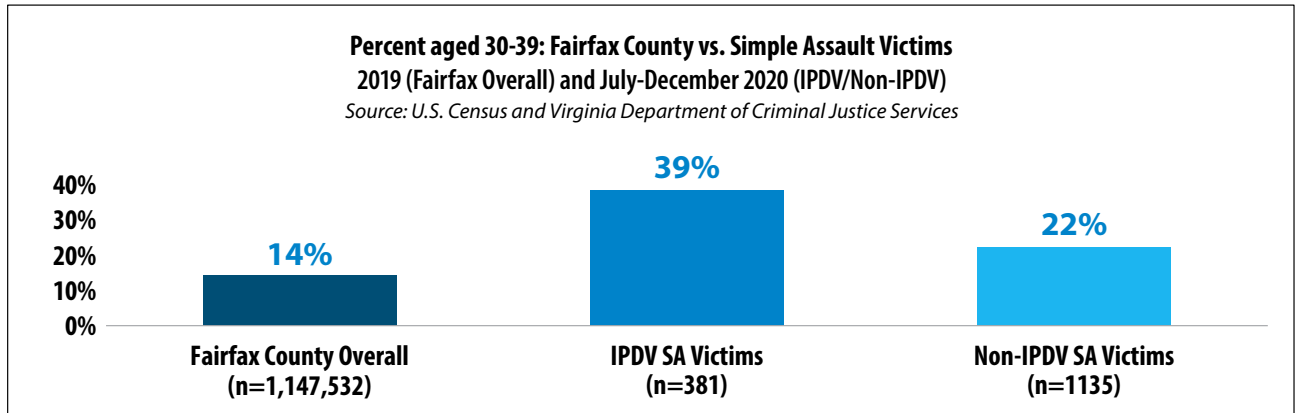 Percent aged 30-39: Fairfax County vs. Simple Assault Victims
2019 (Fairfax Overall) and July-December 2020 (IPDV/Non-IPDV)
Source: U.S. Census and Virginia Department of Criminal Justice Services
40%
30%
20%
10%
0%
14%
39%
22%
Fairfax County Overall
(n=1,147,532)
IPDV SA Victims
(n=381)
Non-IPDV SA Victims
(n=1135)